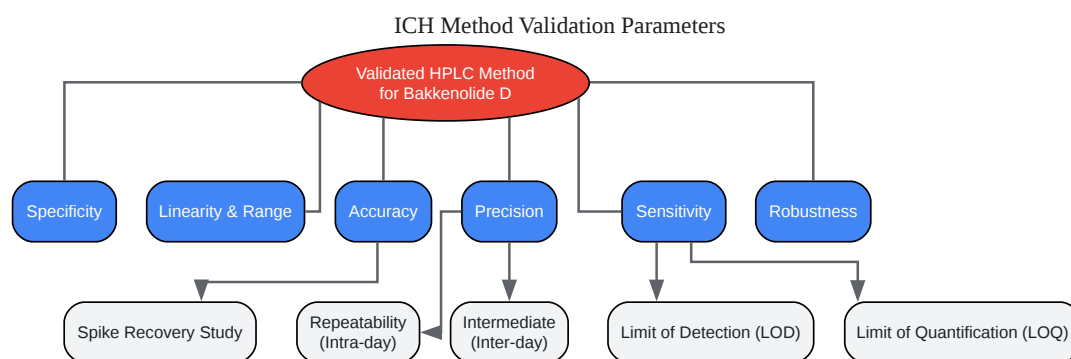 ICH Method Validation Parameters
Validated HPLC Method
for Bakkenolide D
Specificity
Linearity & Range
Accuracy
Precision
Sensitivity
Robustness
Spike Recovery Study
Repeatability
(Intra-day)
Intermediate
(Inter-day)
Limit of Detection (LOD)
Limit of Quantification (LOQ)